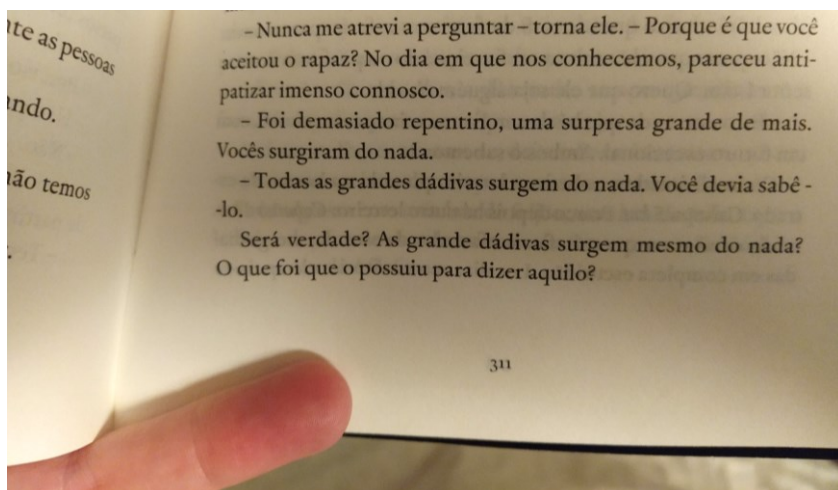 te as pessoas
ando.
não temos
– Nunca me atrevi a perguntar – torna ele. – Porque é que você
aceitou o rapaz? No dia em que nos conhecemos, pareceu anti-
patizar imenso connosco.
– Foi demasiado repentino, uma surpresa grande de mais.
Vocês surgiram do nada.
– Todas as grandes dádivas surgem do nada. Você devia sabê -
-lo.
Será verdade? As grande dádivas surgem mesmo do nada?
O que foi que o possuiu para dizer aquilo?
311